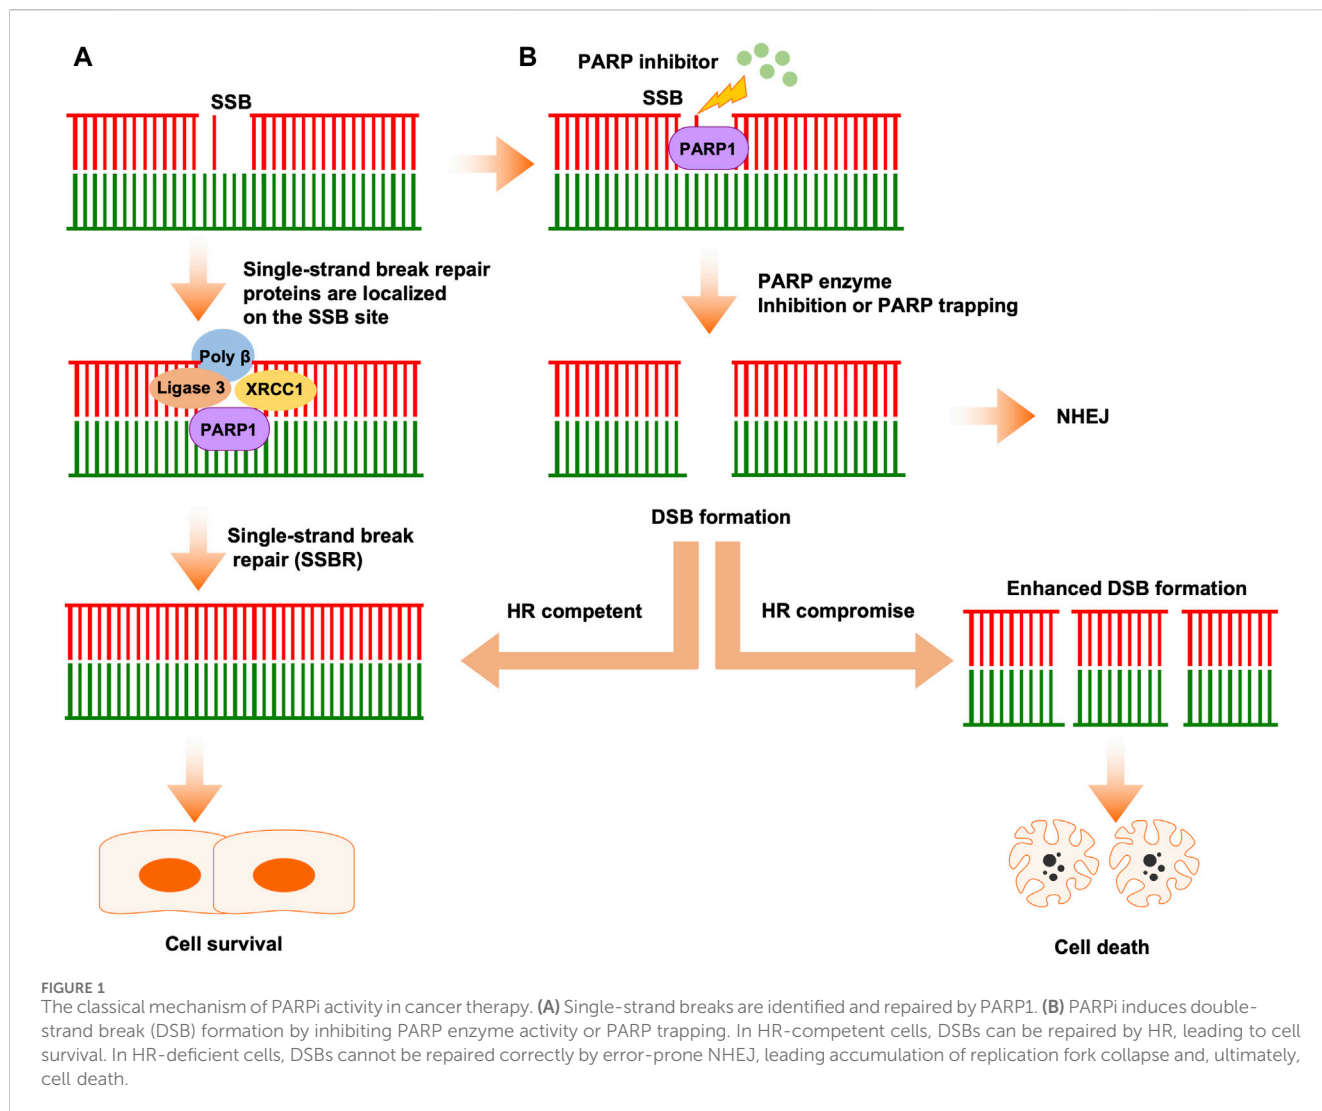 A
SSB
Single-strand break repair
proteins are localized
on the SSB site
Poly β
Ligase 3
XRCC1
PARP1
Single-strand break
repair (SSBR)
Cell survival
B
PARP inhibitor
SSB
PARP1
PARP enzyme
Inhibition or PARP trapping
NHEJ
DSB formation
HR competent
HR compromise
Enhanced DSB formation
Cell death
FIGURE 1
The classical mechanism of PARPi activity in cancer therapy. (A) Single-strand breaks are identified and repaired by PARP1. (B) PARPi induces double-
strand break (DSB) formation by inhibiting PARP enzyme activity or PARP trapping. In HR-competent cells, DSBs can be repaired by HR, leading to cell
survival. In HR-deficient cells, DSBs cannot be repaired correctly by error-prone NHEJ, leading accumulation of replication fork collapse and, ultimately,
cell death.